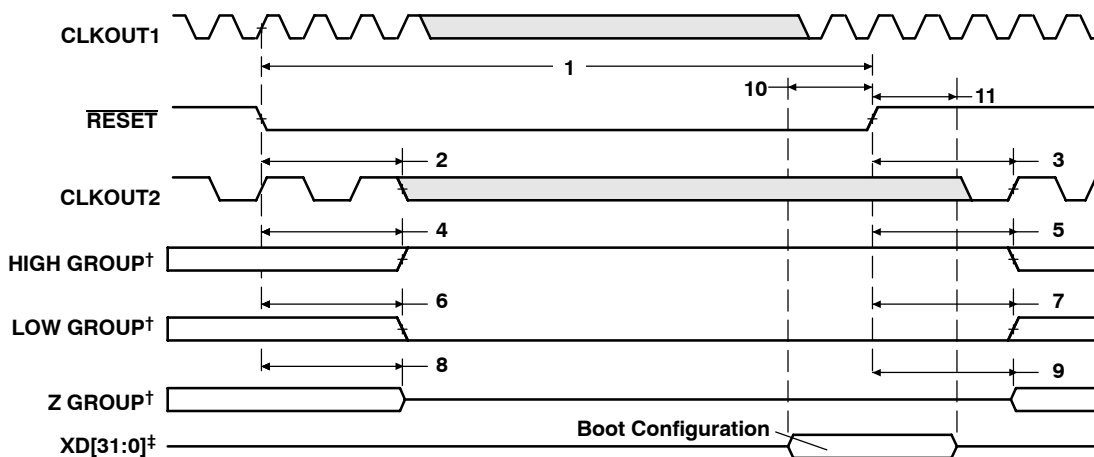 CLKOUT1
1
10
11
RESET
2
3
CLKOUT2
4
5
HIGH GROUP†
6
7
LOW GROUP†
8
9
Z GROUP†
Boot Configuration
XD[31:0]‡